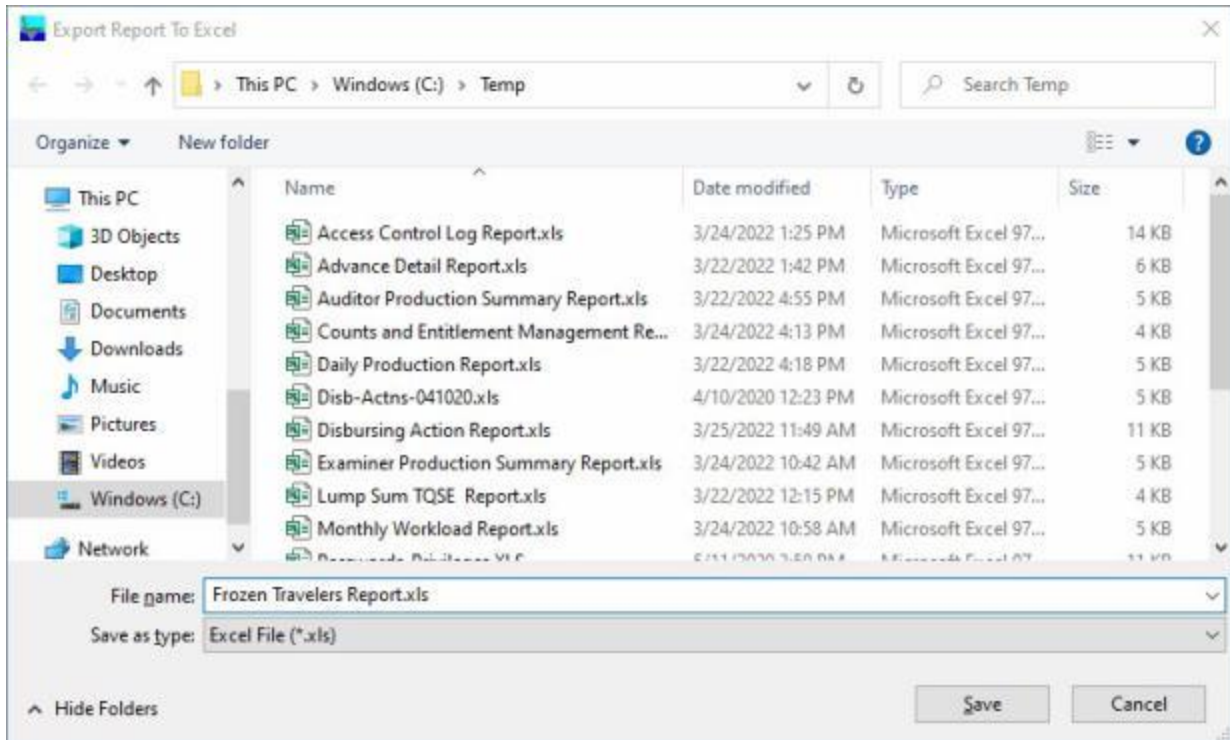 Export Report To Excel
This PC > Windows (C:) > Temp
Search Temp
Organize
New folder
This PC
3D Objects
Desktop
Documents
Downloads
Music
Pictures
Videos
Windows (C:)
Network
Name Date modified Type Size
Access Control Log Report.xls 3/24/2022 1:25 PM Microsoft Excel 97... 14 KB
Advance Detail Report.xls 3/22/2022 1:42 PM Microsoft Excel 97... 6 KB
Auditor Production Summary Report.xls 3/22/2022 4:55 PM Microsoft Excel 97... 5 KB
Counts and Entitlement Management Re... 3/24/2022 4:13 PM Microsoft Excel 97... 4 KB
Daily Production Report.xls 3/22/2022 4:18 PM Microsoft Excel 97... 5 KB
Disb-Actns-041020.xls 4/10/2020 12:23 PM Microsoft Excel 97... 5 KB
Disbursing Action Report.xls 3/25/2022 11:49 AM Microsoft Excel 97... 11 KB
Examiner Production Summary Report.xls 3/24/2022 10:42 AM Microsoft Excel 97... 5 KB
Lump Sum TQSE Report.xls 3/22/2022 12:15 PM Microsoft Excel 97... 4 KB
Monthly Workload Report.xls 3/24/2022 10:58 AM Microsoft Excel 97... 5 KB
File name: Frozen Travelers Report.xls
Save as type: Excel File (*.xls)
Hide Folders
Save
Cancel